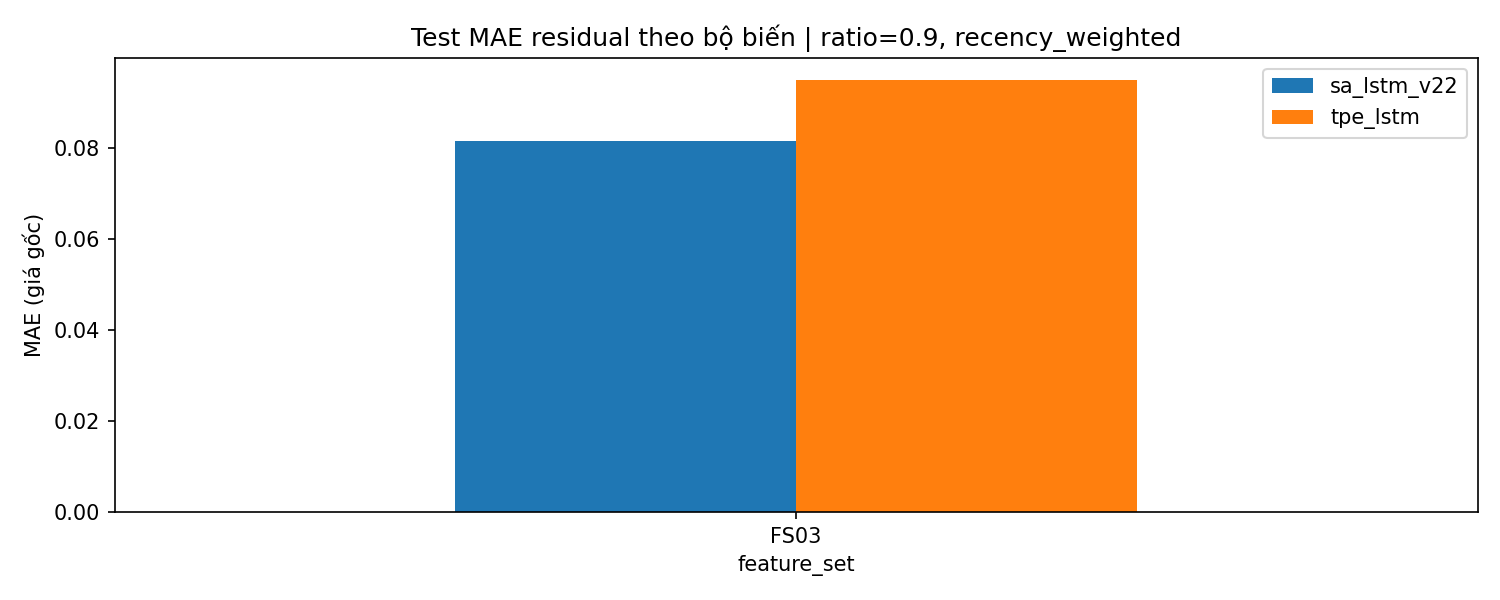 Test MAE residual theo bộ biến | ratio=0.9, recency_weighted
sa_lstm_v22
tpe_lstm
MAE (giá gốc)
0.08
0.06
0.04
0.02
0.00
FS03
feature_set